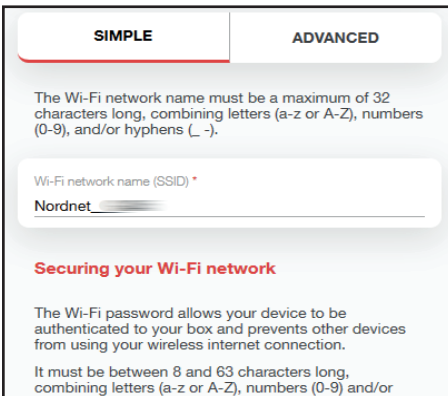 SIMPLE
ADVANCED
The Wi-Fi network name must be a maximum of 32
characters long, combining letters (a-z or A-Z), numbers
(0-9), and/or hyphens (_ -).
Wi-Fi network name (SSID) *
Nordnet_
Securing your Wi-Fi network
The Wi-Fi password allows your device to be
authenticated to your box and prevents other devices
from using your wireless internet connection.
It must be between 8 and 63 characters long,
combining letters (a-z or A-Z), numbers (0-9) and/or